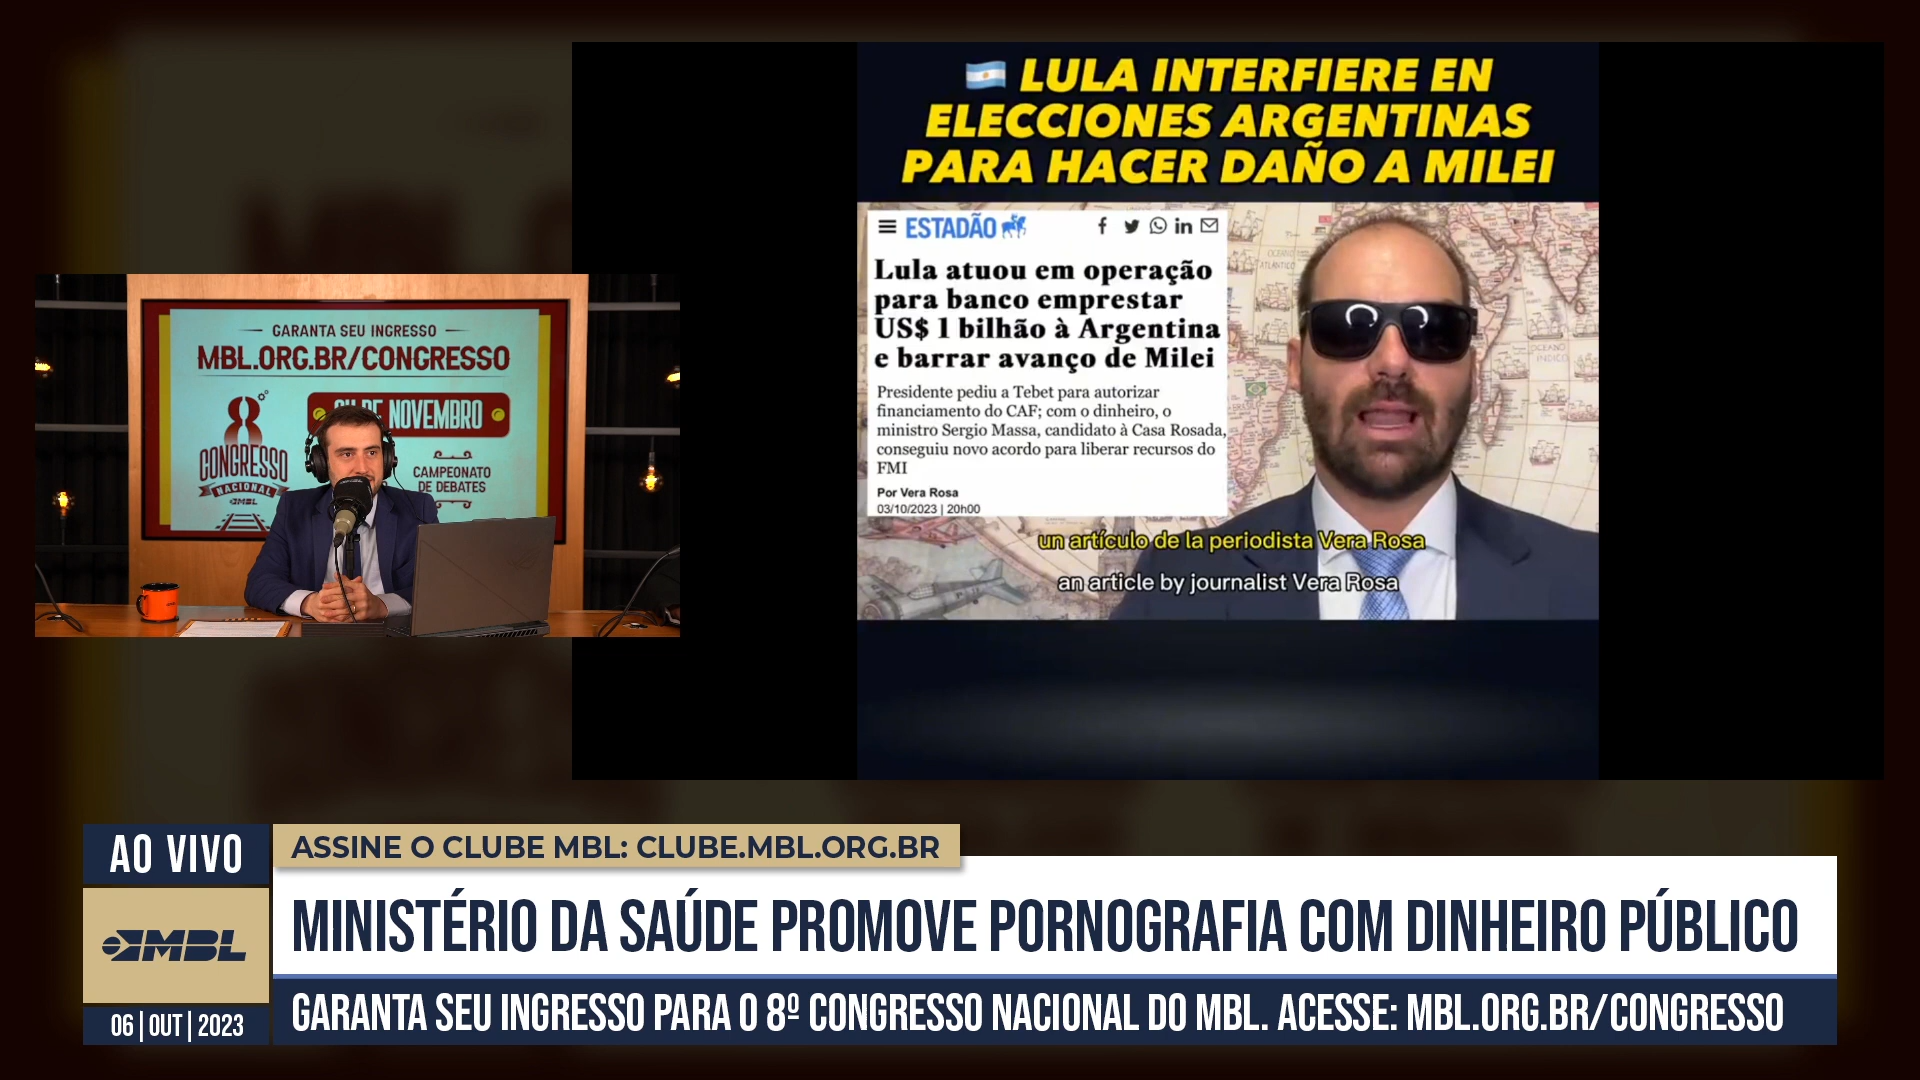 LULA INTERFIERE EN
ELECCIONES ARGENTINAS
PARA HACER DAÑO A MILEI
ESTADÃO
Lula atuou em operação
para banco emprestar
US$ 1 bilhão à Argentina
e barrar avanço de Milei
Presidente pediu a Tebet para autorizar
financiamento do CAF; com o dinheiro, o
ministro Sergio Massa, candidato à Casa Rosada,
conseguiu novo acordo para liberar recursos do
FMI
Por Vera Rosa
03/10/2023 | 20h00
OCEANO
INDICO
un artículo de la periodista Vera Rosa
an article by journalist Vera Rosa
GARANTA SEU INGRESSO
MBL.ORG.BR/CONGRESSO
DE NOVEMBRO
8
CONGRESSO
NACIONAL
MBL
CAMPEONATO
DE DEBATES
AO VIVO
ASSINE O CLUBE MBL: CLUBE.MBL.ORG.BR
MBL
MINISTÉRIO DA SAÚDE PROMOVE PORNOGRAFIA COM DINHEIRO PÚBLICO
06 | OUT | 2023
GARANTA SEU INGRESSO PARA O 8º CONGRESSO NACIONAL DO MBL. ACESSE: MBL.ORG.BR/CONGRESSO